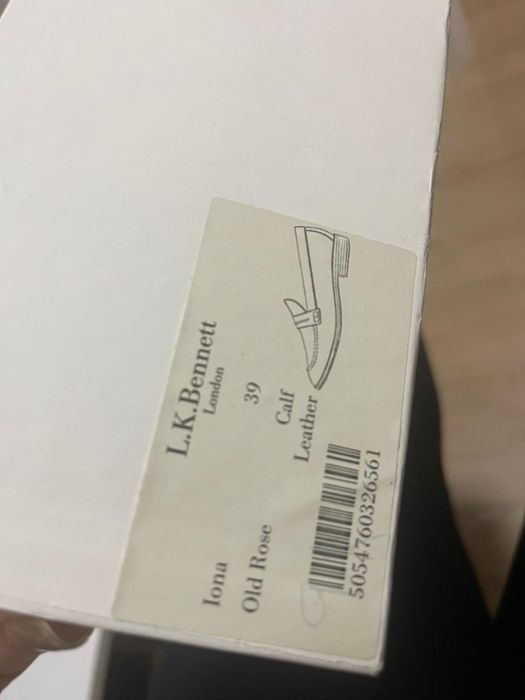 L.K.Bennett
London
Iona
39
Old Rose
Calf
Leather
5054760326561